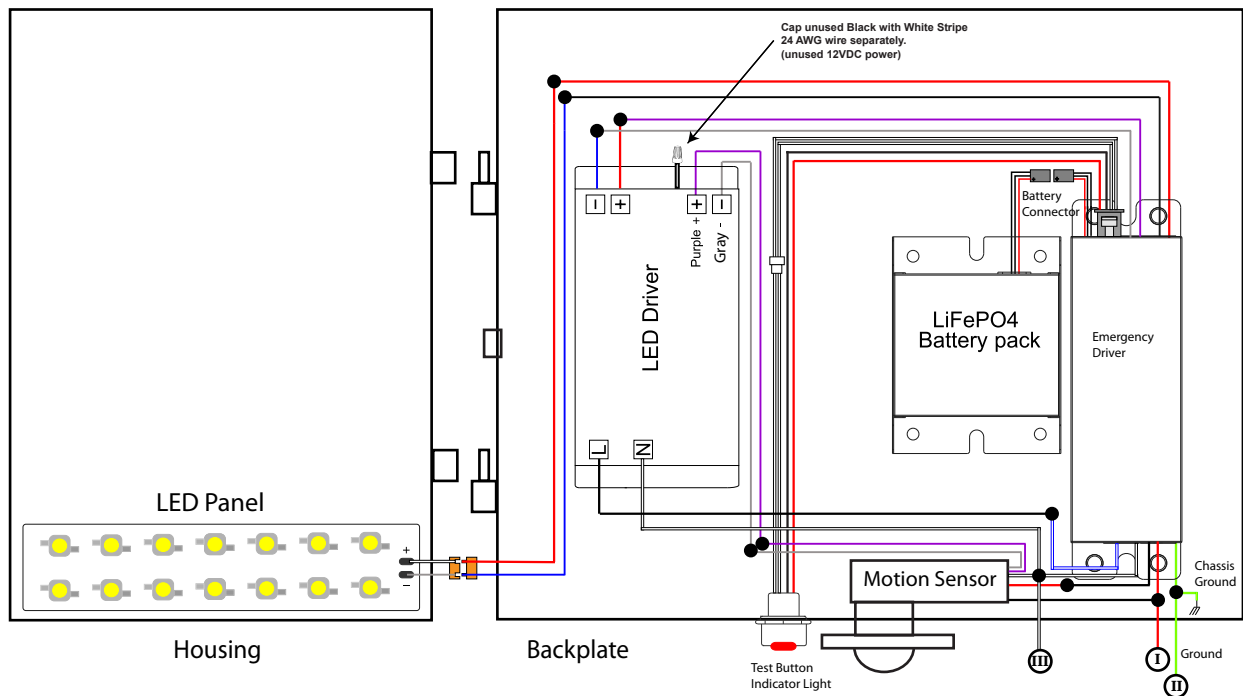 Cap unused Black with White Stripe
24 AWG wire separately.
(unused 12VDC power)
− + + −
Purple +
Gray -
LED Driver
L N
Battery
Connector
+ +
LiFePO4
Battery pack
Emergency
Driver
LED Panel
+
−
Motion Sensor
Chassis
Ground
Housing
Backplate
Test Button
Indicator Light
III
I
Ground
II